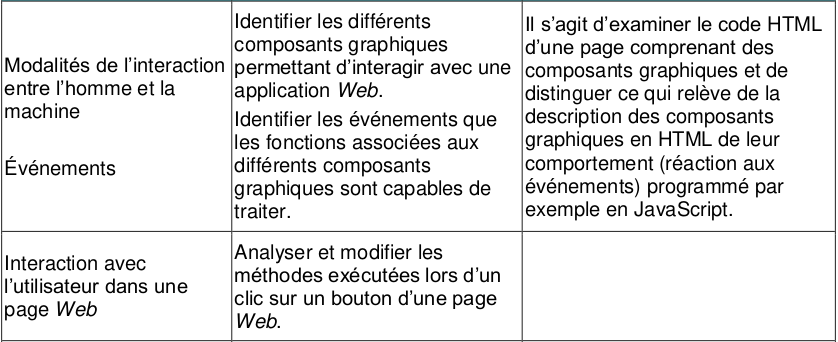 Modalités de l'interaction
entre l'homme et la
machine
Événements
Identifier les différents
composants graphiques
permettant d'interagir avec une
application Web.
Identifier les événements que
les fonctions associées aux
différents composants
graphiques sont capables de
traiter.
Il s'agit d'examiner le code HTML
d'une page comprenant des
composants graphiques et de
distinguer ce qui relève de la
description des composants
graphiques en HTML de leur
comportement (réaction aux
événements) programmé par
exemple en JavaScript.
Interaction avec
l'utilisateur dans une
page Web
Analyser et modifier les
méthodes exécutées lors d'un
clic sur un bouton d'une page
Web.